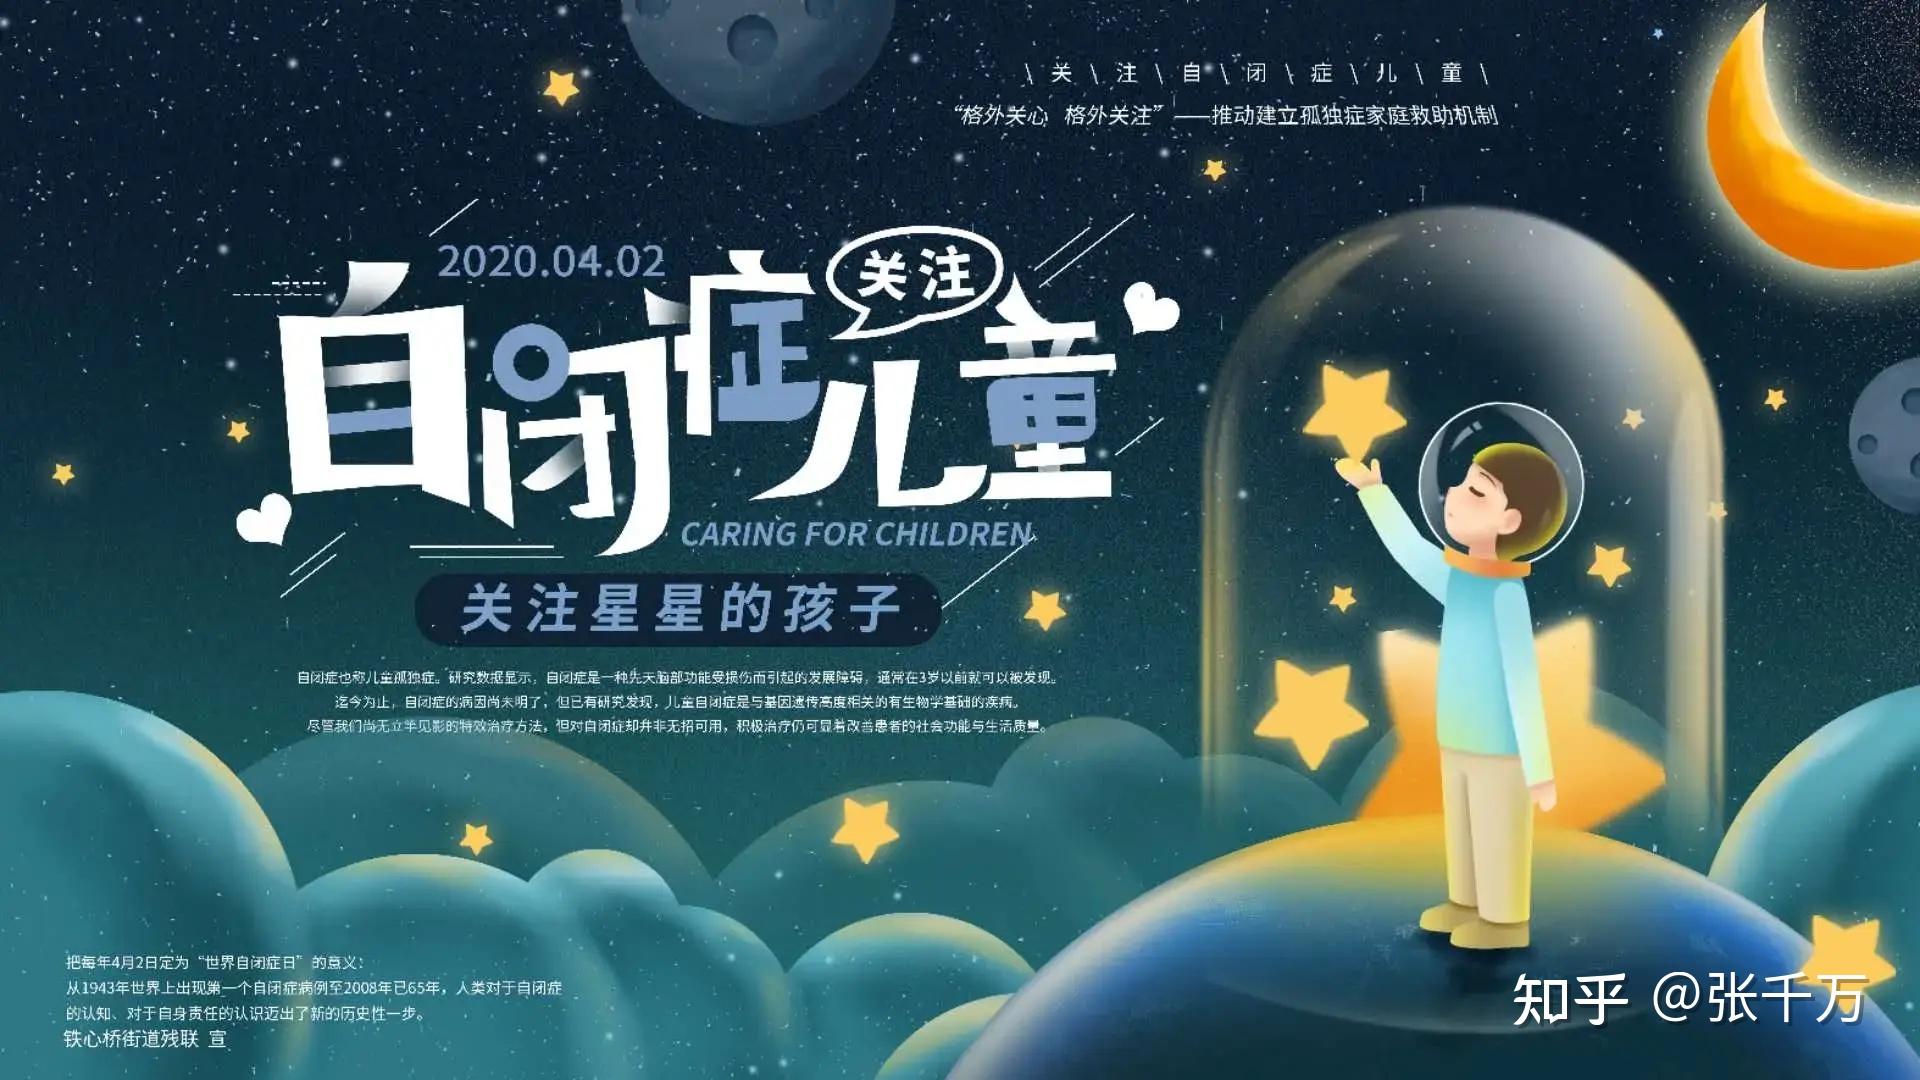 \ 关 \ 注 \ 自 \ 闭 \ 症 \ 儿 \ 童 \
“格外关心 格外关注”——推动建立孤独症家庭救助机制
2020.04.02
关注
自闭症儿童
CARING FOR CHILDREN
关注星星的孩子
自闭症也称儿童孤独症。研究数据显示，自闭症是一种先天脑部功能受损伤而引起的发展障碍，通常在3岁以前就可以被发现。
迄今为止，自闭症的病因尚未明了，但已有研究发现，儿童自闭症是与基因遗传高度相关的有生物学基础的疾病。
尽管我们尚无立竿见影的特效治疗方法，但对自闭症却并非无招可用，积极治疗仍可显着改善患者的社会功能与生活质量。
把每年4月2日定为“世界自闭症日”的意义：
从1943年世界上出现第一个自闭症病例至2008年已65年，人类对于自闭症
的认知、对于自身责任的认识迈出了新的历史性一步。
铁心桥街道残联 宣
知乎 @张千万